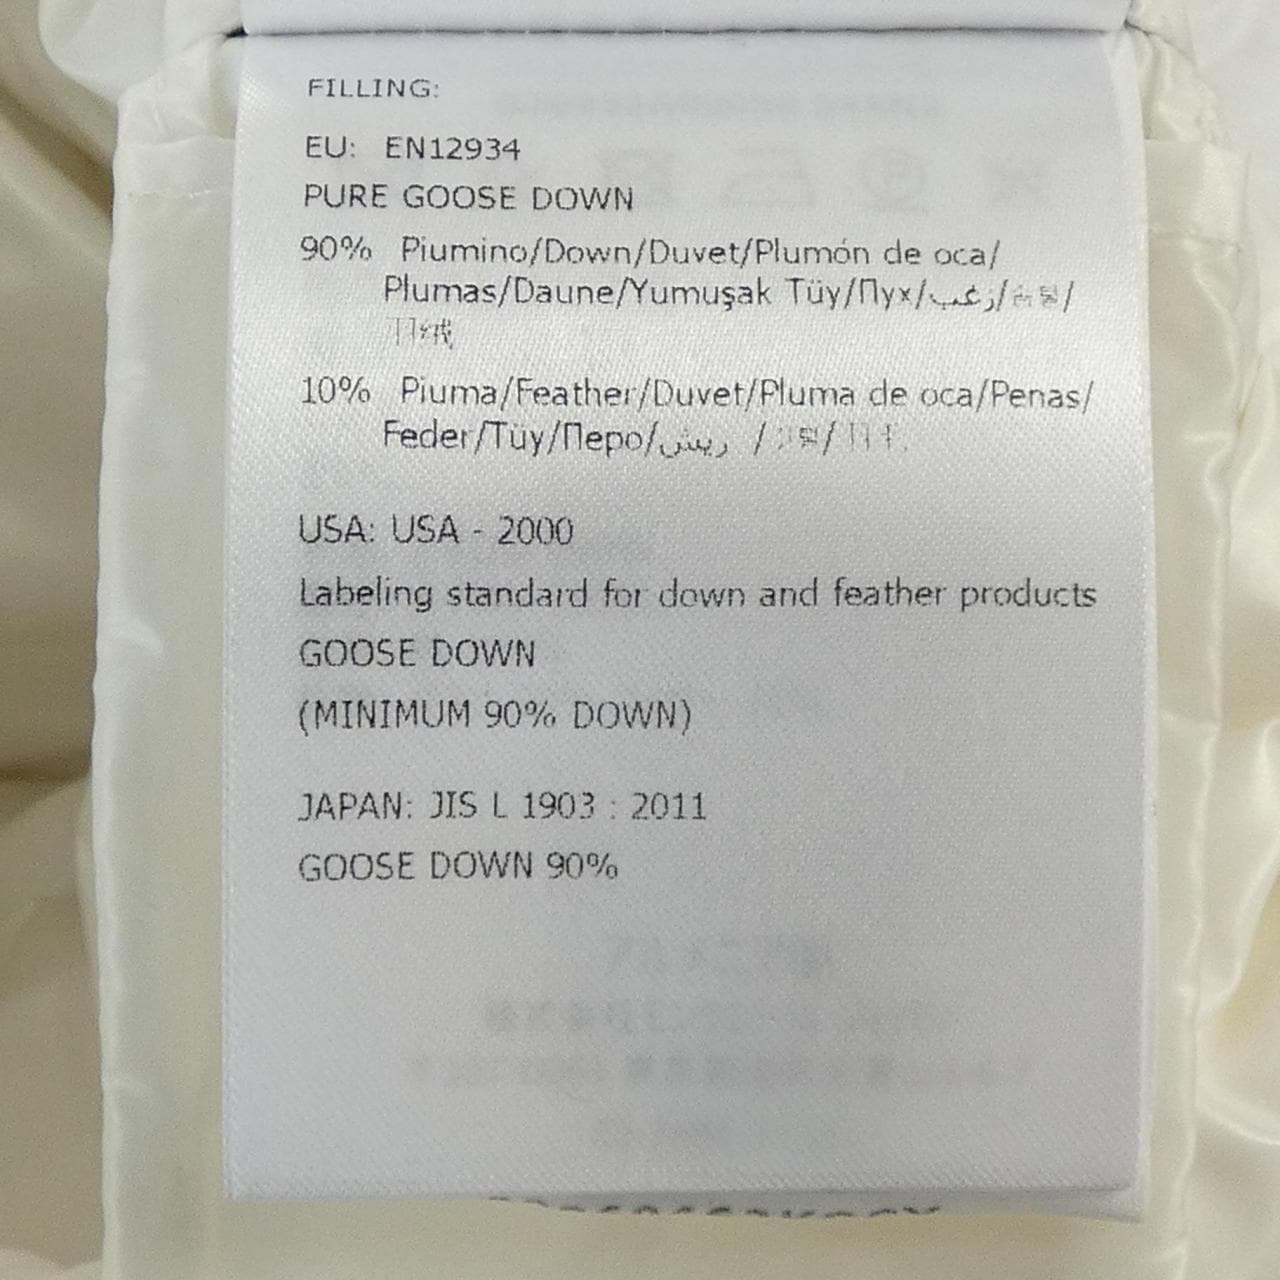 FILLING:
EU: EN12934
PURE GOOSE DOWN
90% Piumino/Down/Duvet/Plumón de oca/
Plumas/Daune/Yumuşak Tüy/Пух/زغب/
10% Piuma/Feather/Duvet/Pluma de oca/Penas/
Feder/Tüy/Перо/ريش /
USA: USA - 2000
Labeling standard for down and feather products
GOOSE DOWN
(MINIMUM 90% DOWN)
JAPAN: JIS L 1903 : 2011
GOOSE DOWN 90%